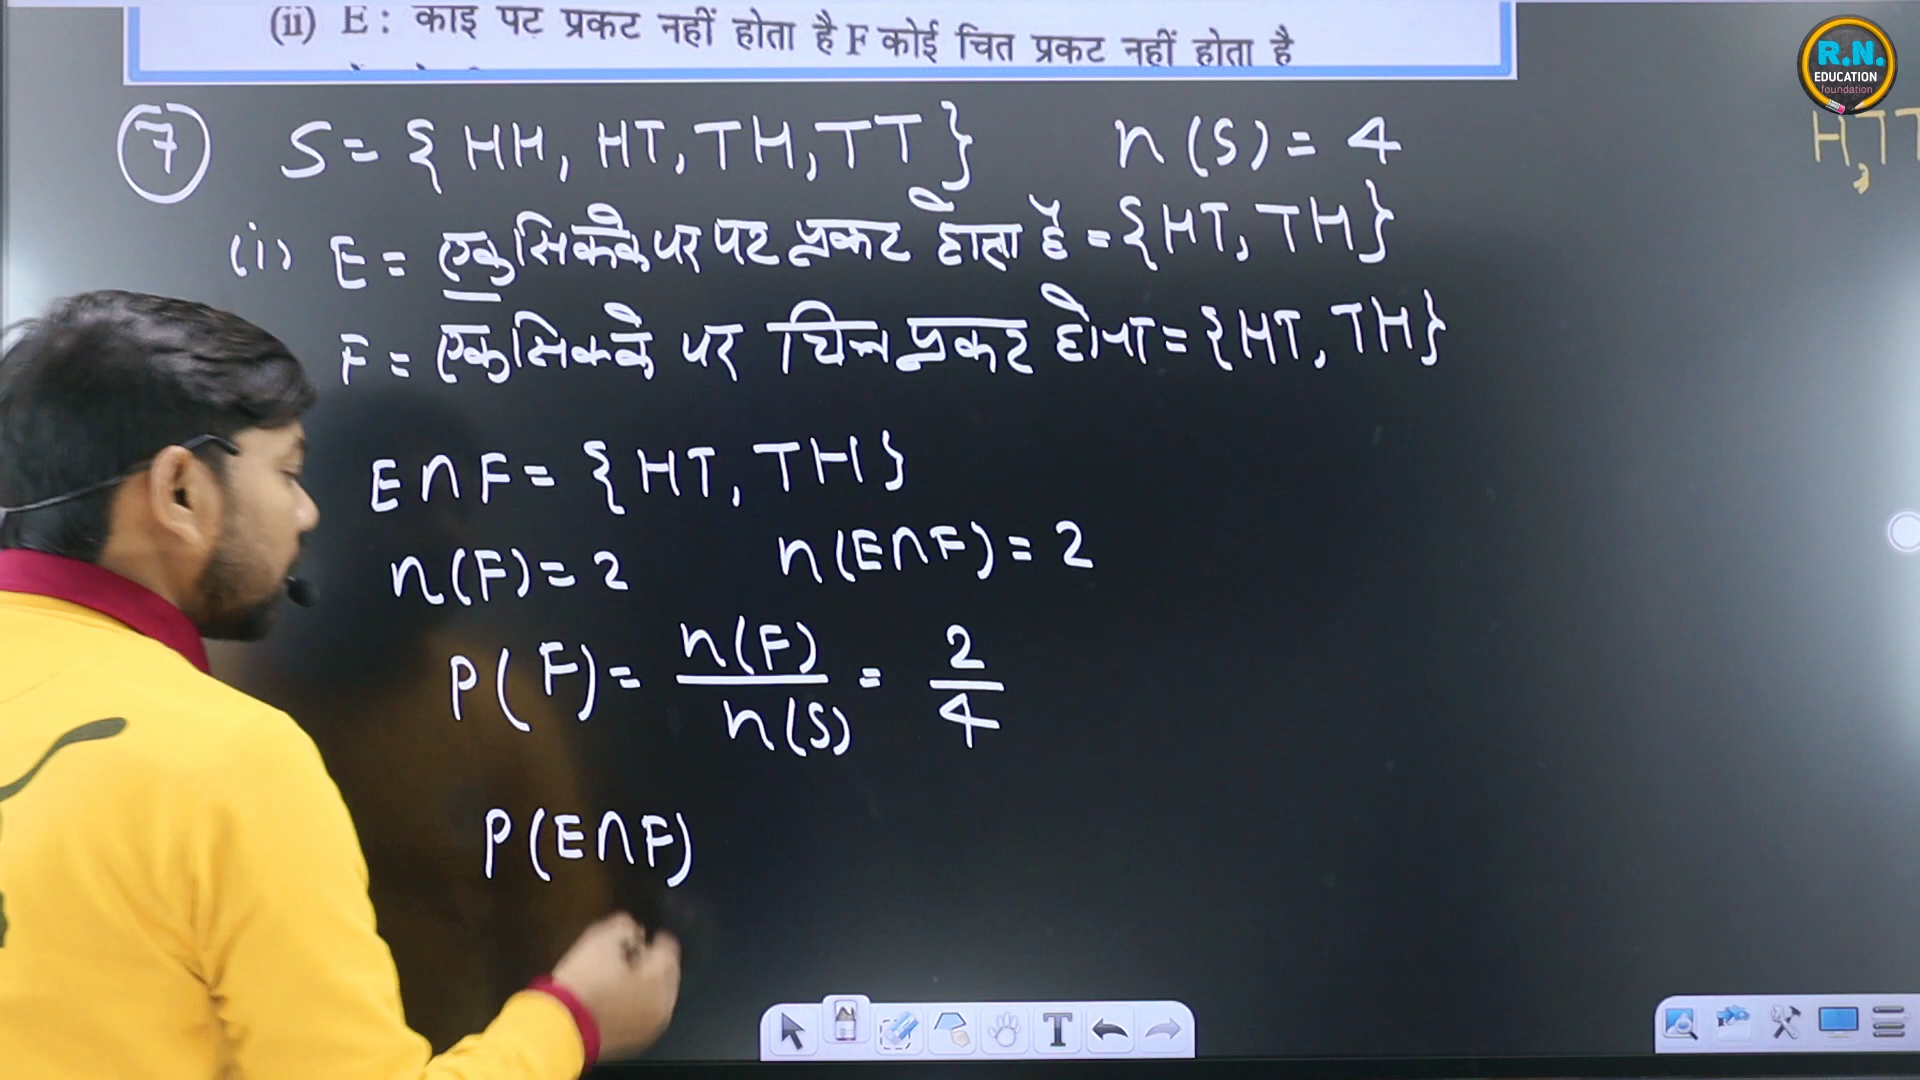 (ii) E : काइ पट प्रकट नहीं होता है F कोई चित प्रकट नहीं होता है
R.N.
EDUCATION
foundation
H, TT
7 S = { HH, HT, TH, TT } n(S) = 4
(i) E = एक सिक्के पर पट प्रकट होता है = {HT, TH}
F = एक सिक्के पर चित प्रकट होना = {HT, TH}
E∩F = {HT, TH}
n(F) = 2 n(E∩F) = 2
P(F) = n(F)/n(S) = 2/4
P(E∩F)
T